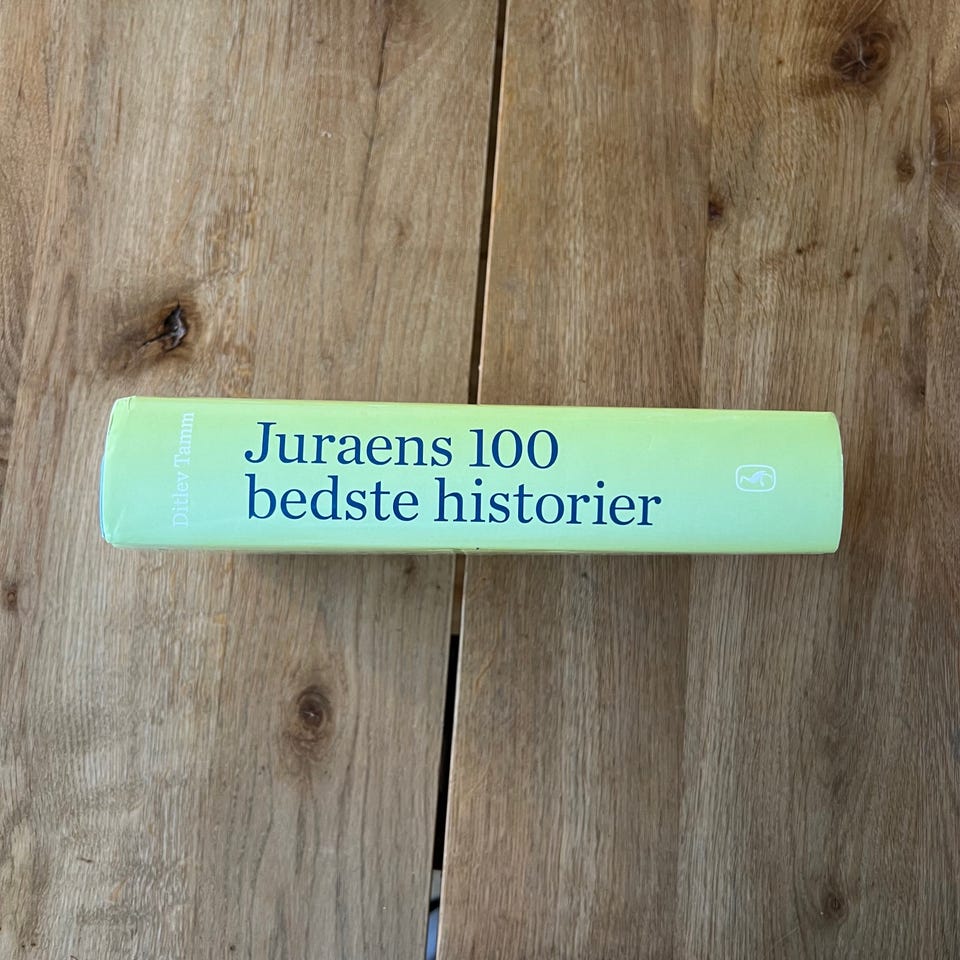 Ditlev Tamm
Juraens 100
bedste historier